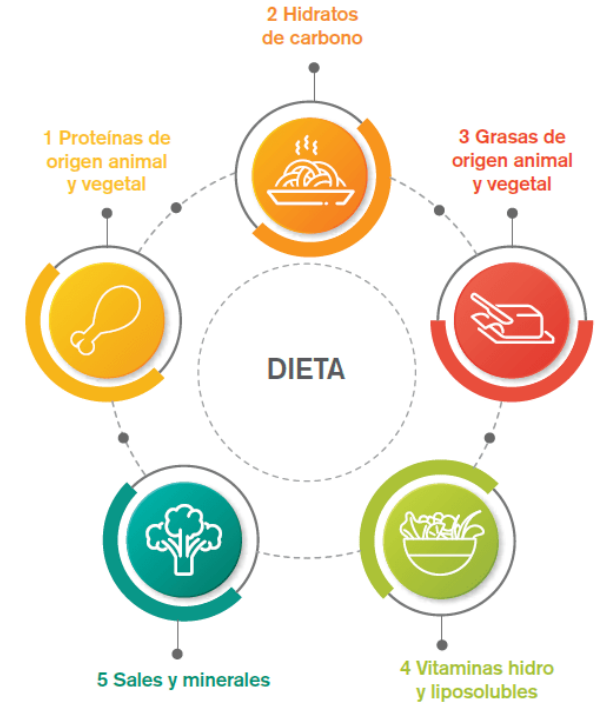 2 Hidratos
de carbono
1 Proteínas de
origen animal
y vegetal
3 Grasas de
origen animal
y vegetal
DIETA
5 Sales y minerales
4 Vitaminas hidro
y liposolubles